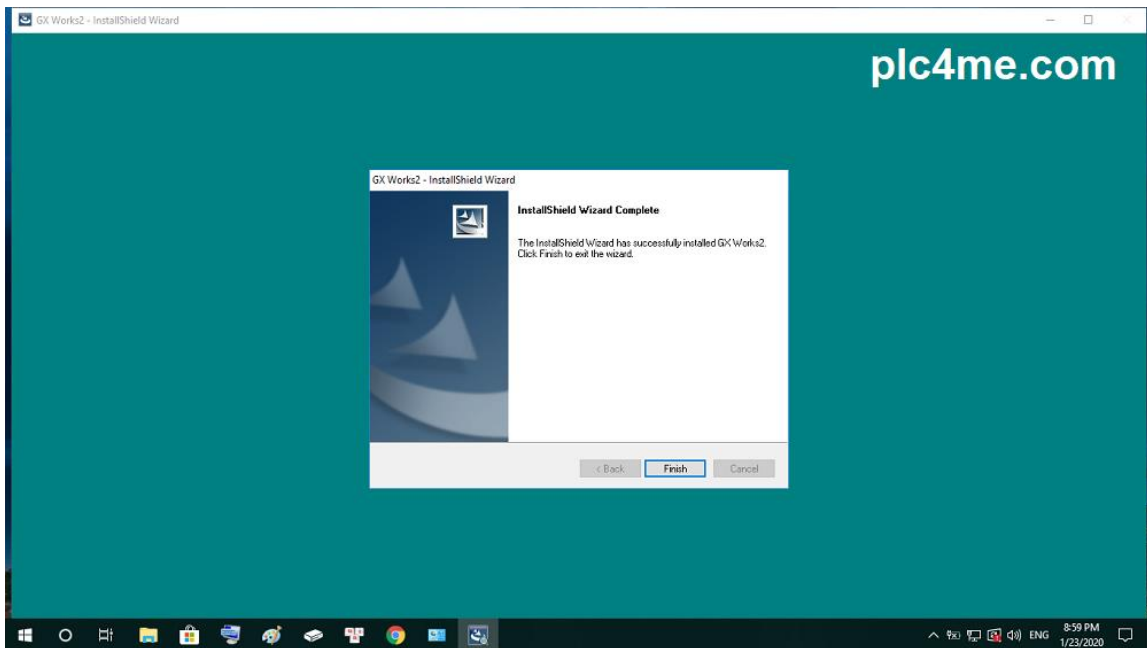 GX Works2 - InstallShield Wizard
plc4me.com
GX Works2 - InstallShield Wizard
InstallShield Wizard Complete
The InstallShield Wizard has successfully installed GX Works2.
Click Finish to exit the wizard.
< Back
Finish
Cancel
ENG
8:59 PM
1/23/2020